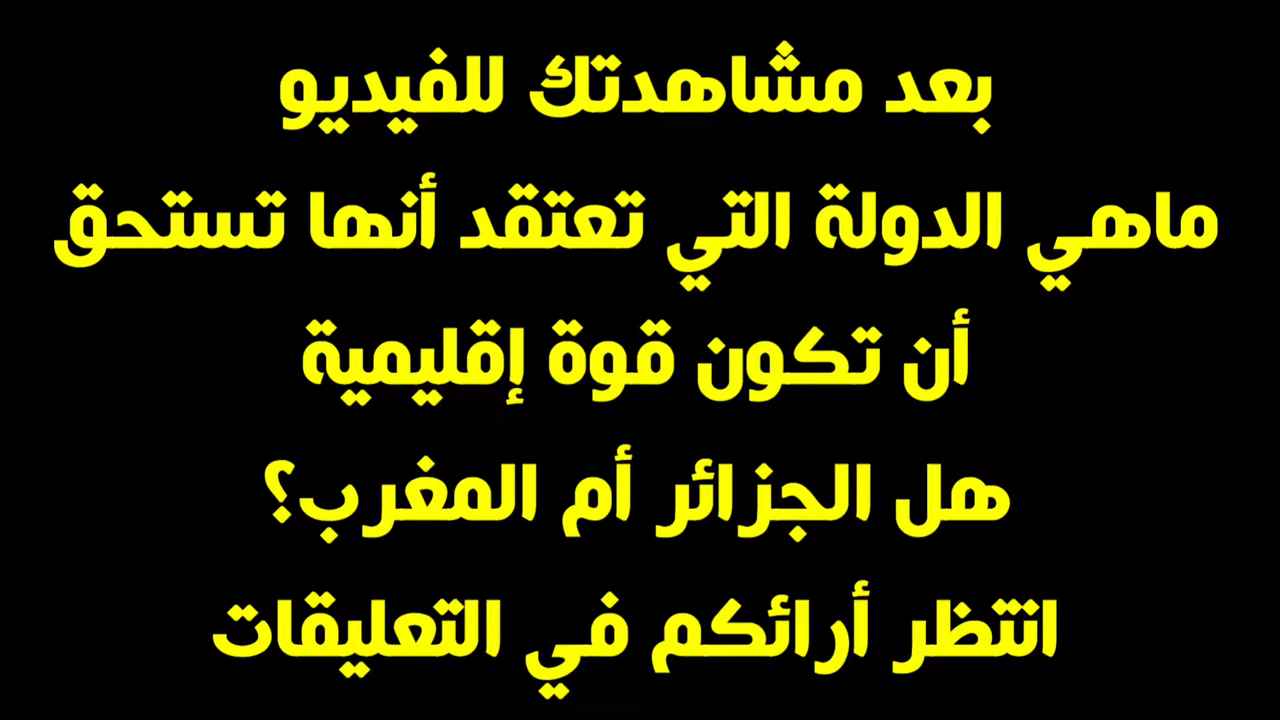 بعد مشاهدتك للفيديو
ماهي الدولة التي تعتقد أنها تستحق
أن تكون قوة إقليمية
هل الجزائر أم المغرب؟
انتظر أرائكم في التعليقات